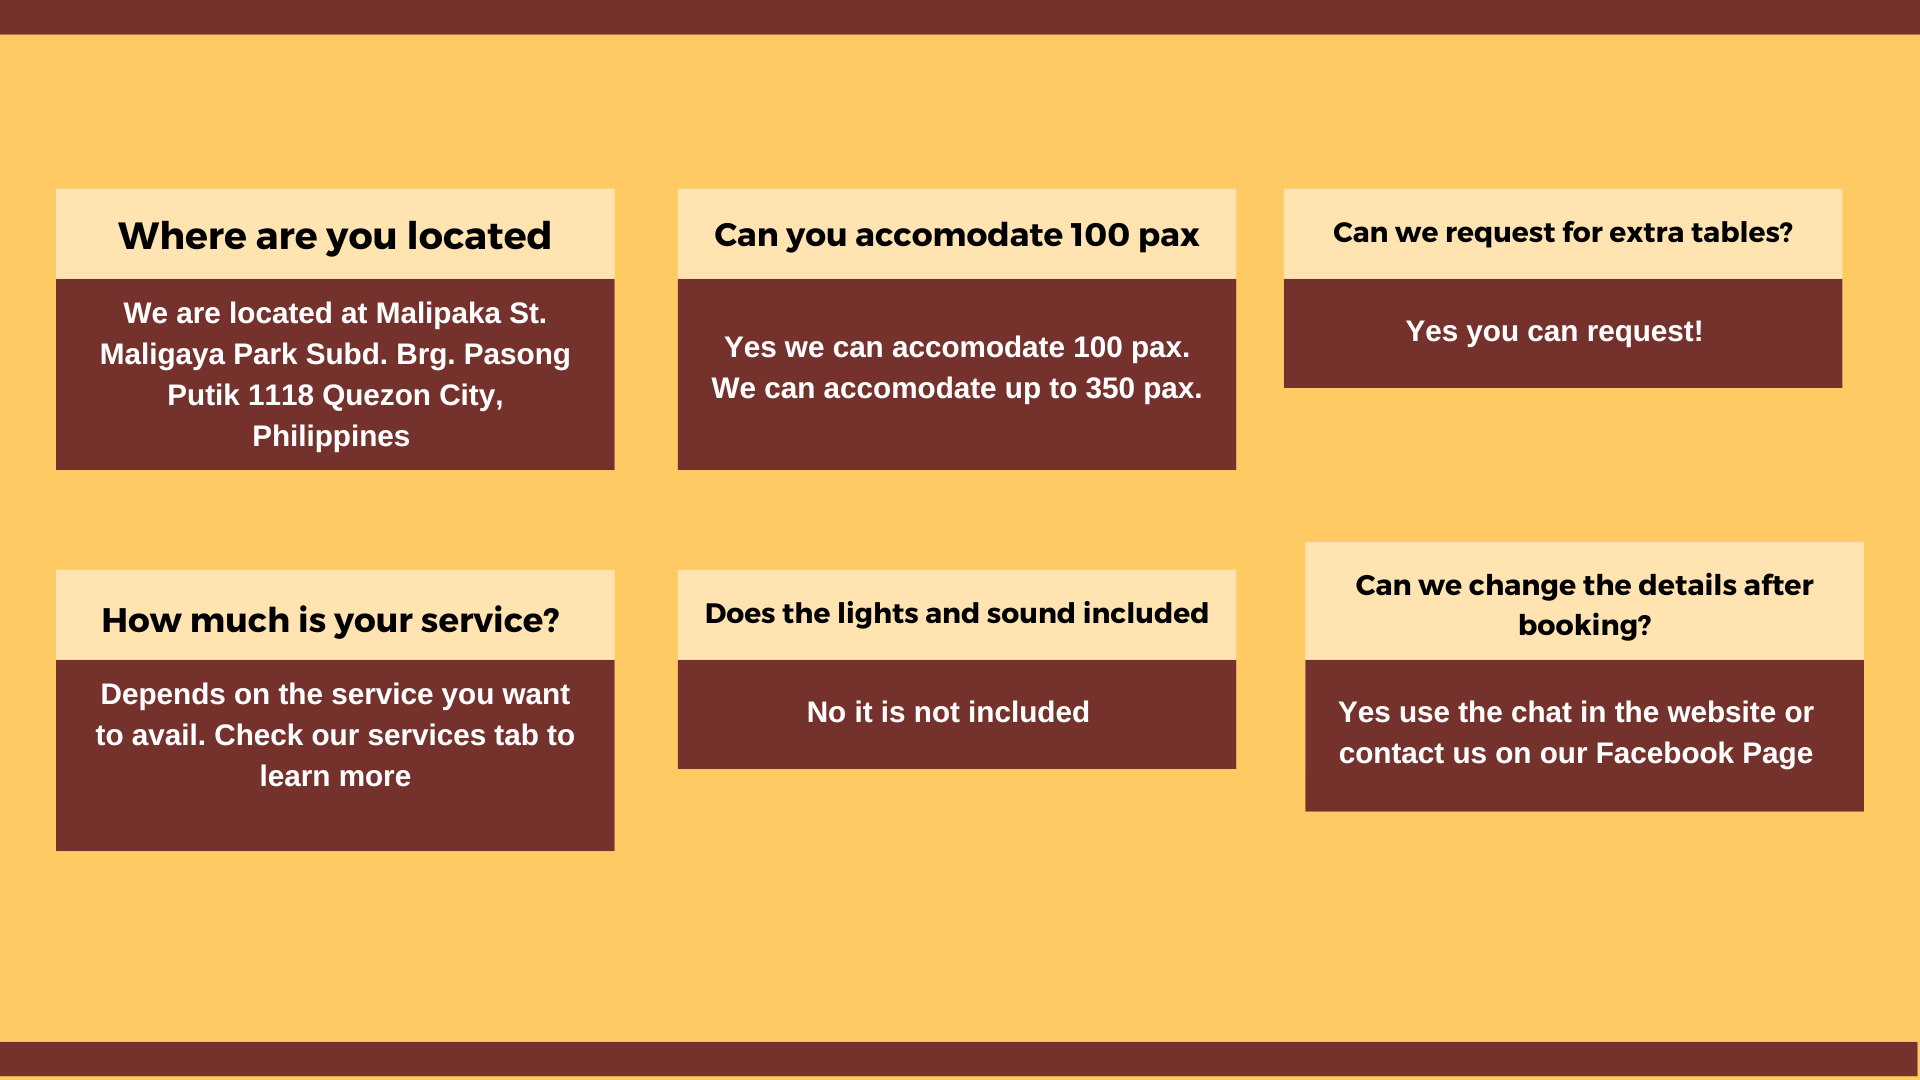 Where are you located
We are located at Malipaka St.
Maligaya Park Subd. Brg. Pasong
Putik 1118 Quezon City,
Philippines
Can you accomodate 100 pax
Yes we can accomodate 100 pax.
We can accomodate up to 350 pax.
Can we request for extra tables?
Yes you can request!
How much is your service?
Depends on the service you want
to avail. Check our services tab to
learn more
Does the lights and sound included
No it is not included
Can we change the details after
booking?
Yes use the chat in the website or
contact us on our Facebook Page